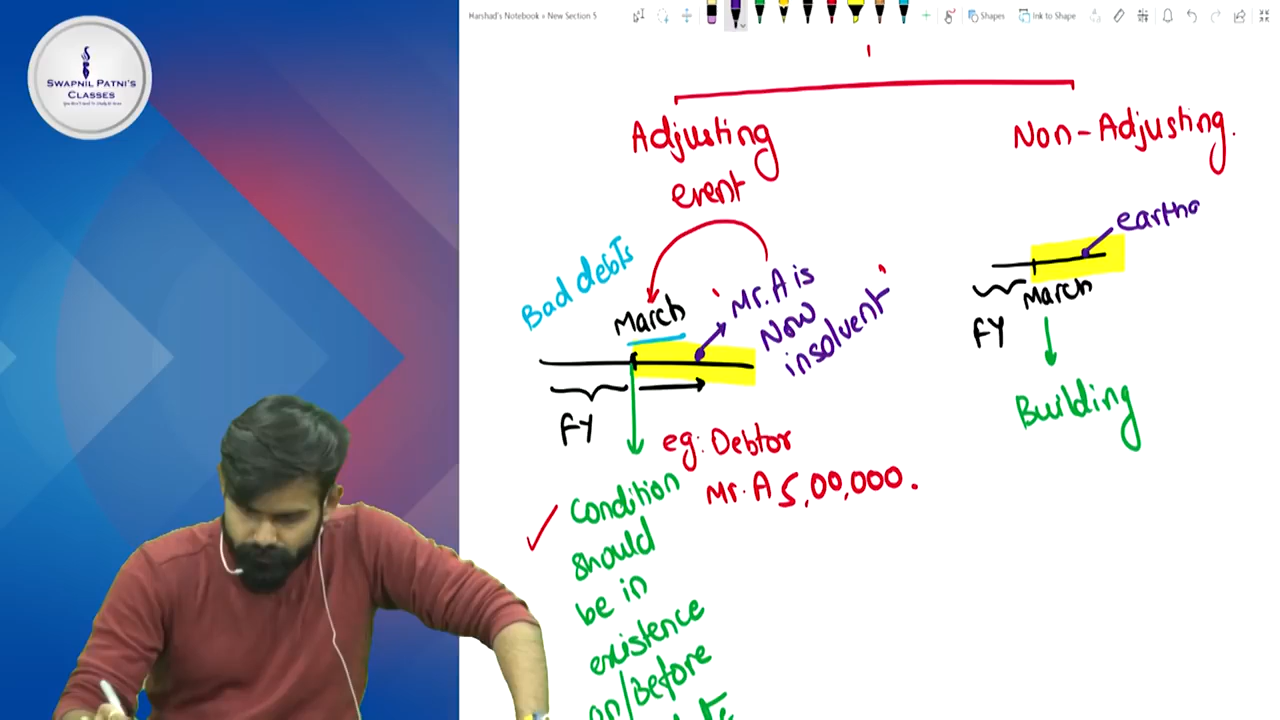 Harshad's Notebook » New Section 5
Shapes
Ink to Shape
SWAPNIL PATNI'S
CLASSES
Adjusting
event
Non-Adjusting.
Bad debts
March
Mr. A is
Now
insolvent
FY
eg: Debtor
Mr. A 5,00,000.
Condition
should
be in
existence
on/Before
eartha
March
FY
Building